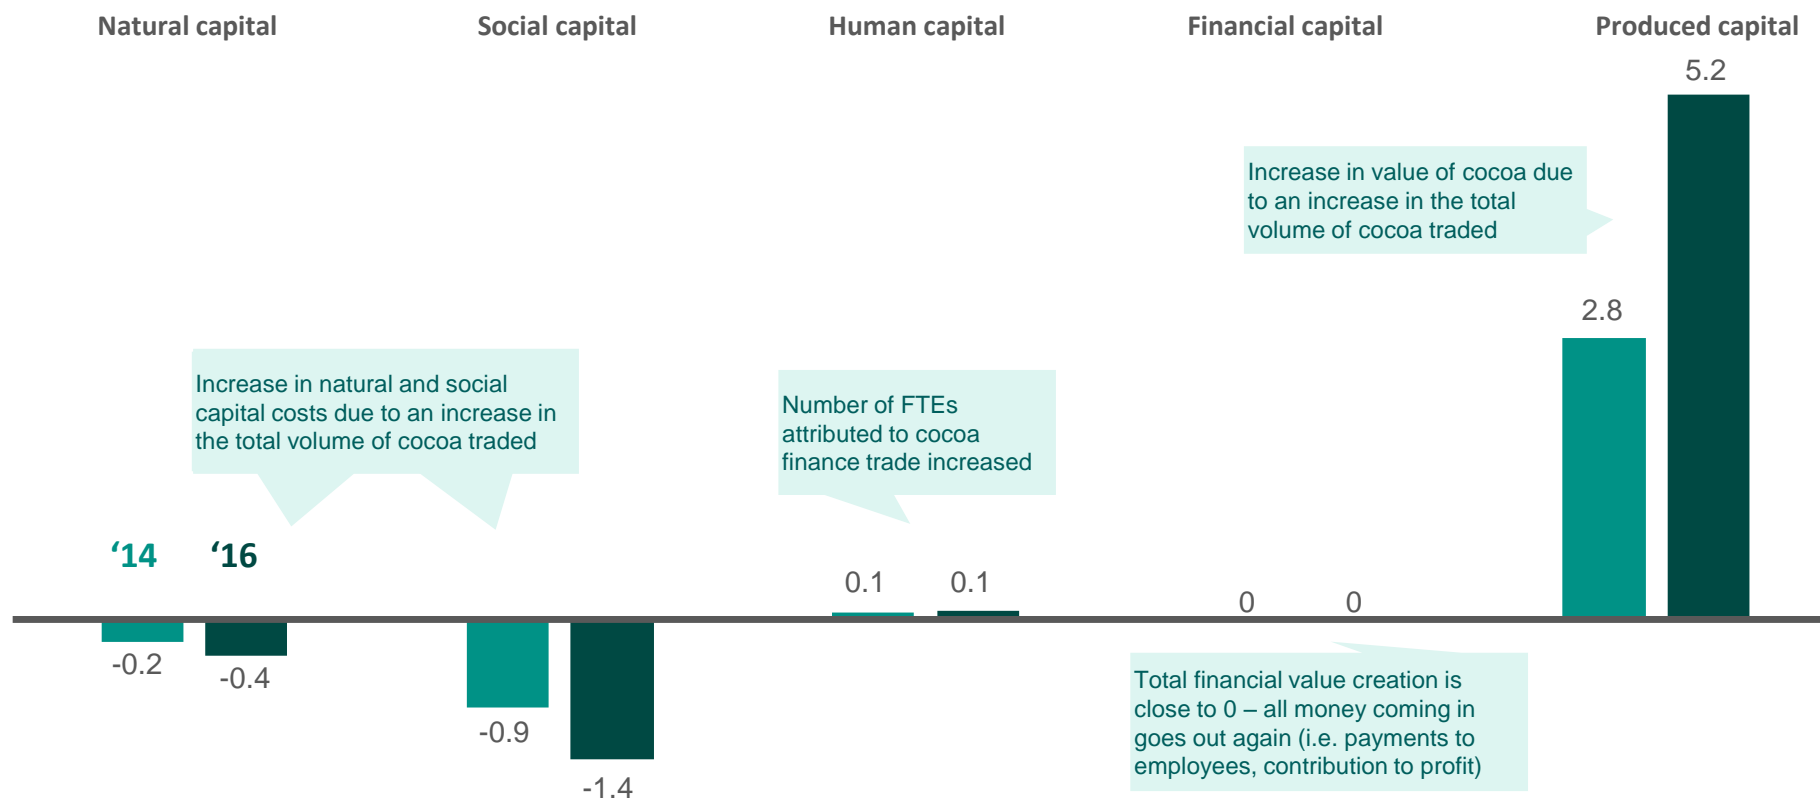 Natural capital
Social capital
Human capital
Financial capital
Produced capital
5.2
Increase in value of cocoa due
to an increase in the total
volume of cocoa traded
2.8
Increase in natural and social
capital costs due to an increase in
the total volume of cocoa traded
Number of FTEs
attributed to cocoa
finance trade increased
‘14
‘16
0.1
0.1
0
0
-0.2
-0.4
-0.9
-1.4
Total financial value creation is
close to 0 – all money coming in
goes out again (i.e. payments to
employees, contribution to profit)